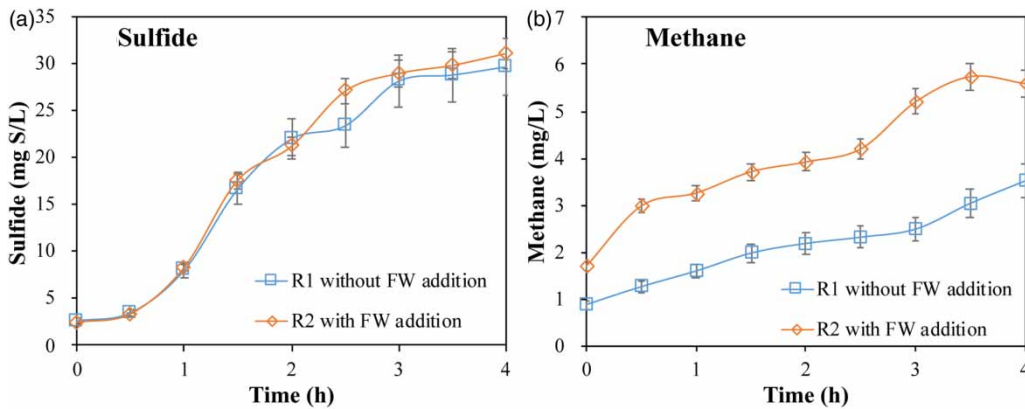 (a)
Sulfide
Sulfide (mg S/L)
35
30
25
20
15
10
5
0
R1 without FW addition
R2 with FW addition
0 1 2 3 4
Time (h)
(b)
Methane
Methane (mg/L)
7
6
5
4
3
2
1
0
R1 without FW addition
R2 with FW addition
0 1 2 3 4
Time (h)